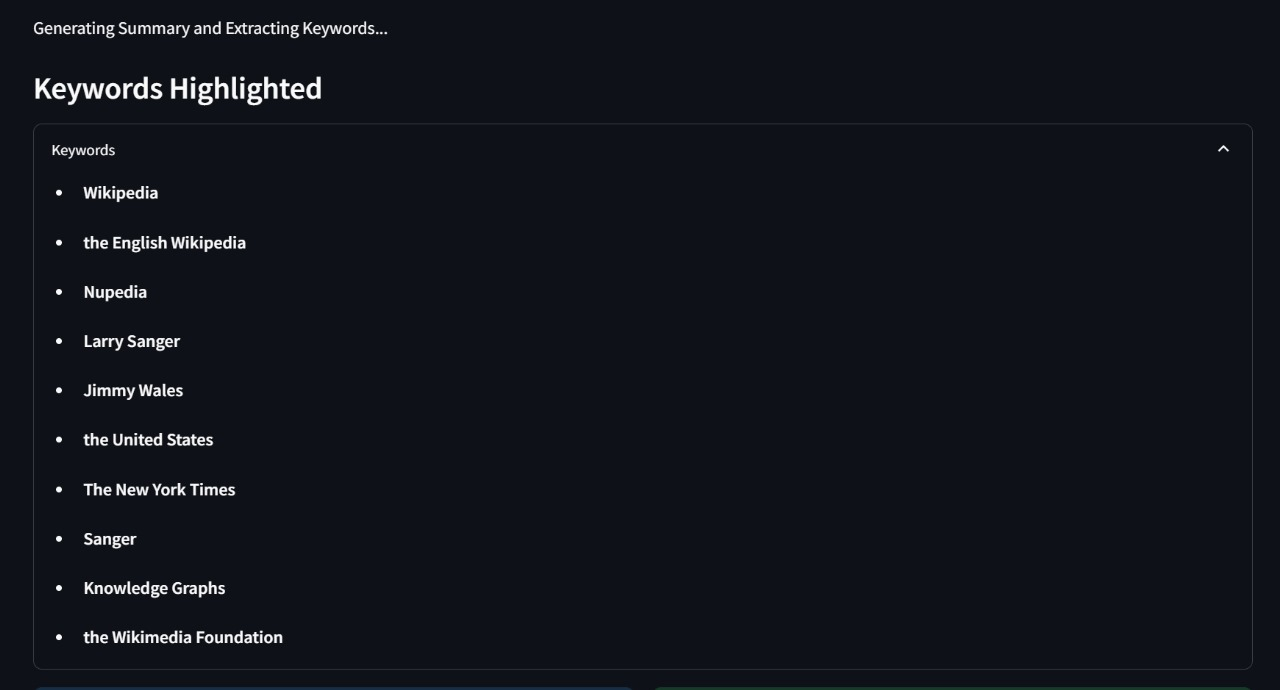 Generating Summary and Extracting Keywords...
Keywords Highlighted
Keywords
• Wikipedia
• the English Wikipedia
• Nupedia
• Larry Sanger
• Jimmy Wales
• the United States
• The New York Times
• Sanger
• Knowledge Graphs
• the Wikimedia Foundation